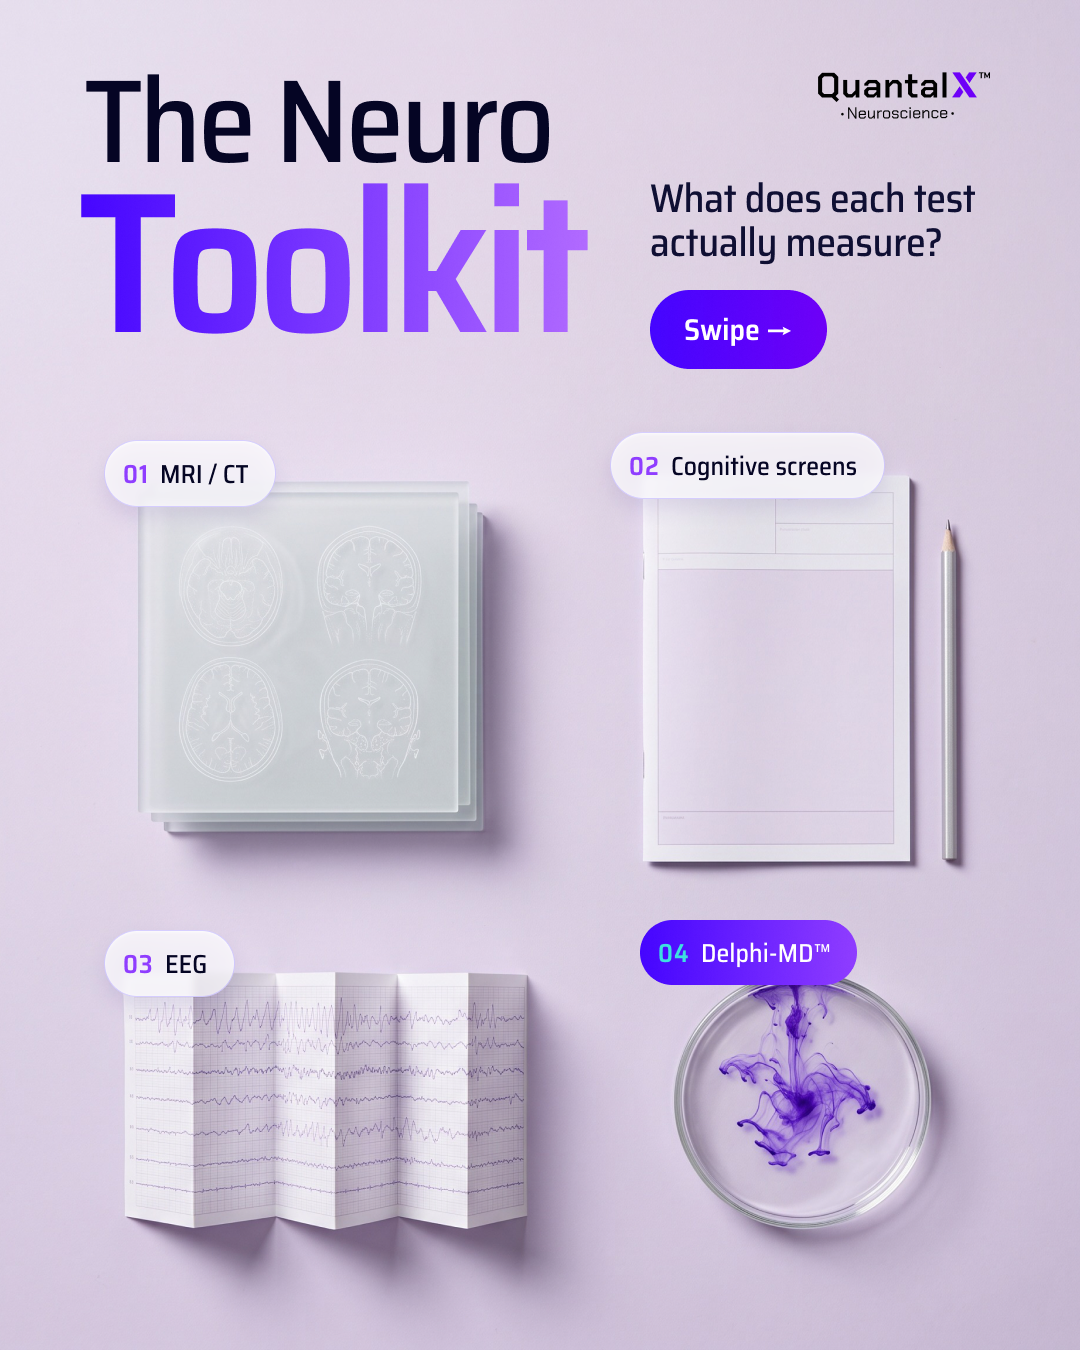 The Neuro
Toolkit
QuantalX™
·Neuroscience·
What does each test
actually measure?
Swipe →
01 MRI / CT
02 Cognitive screens
03 EEG
04 Delphi-MD™